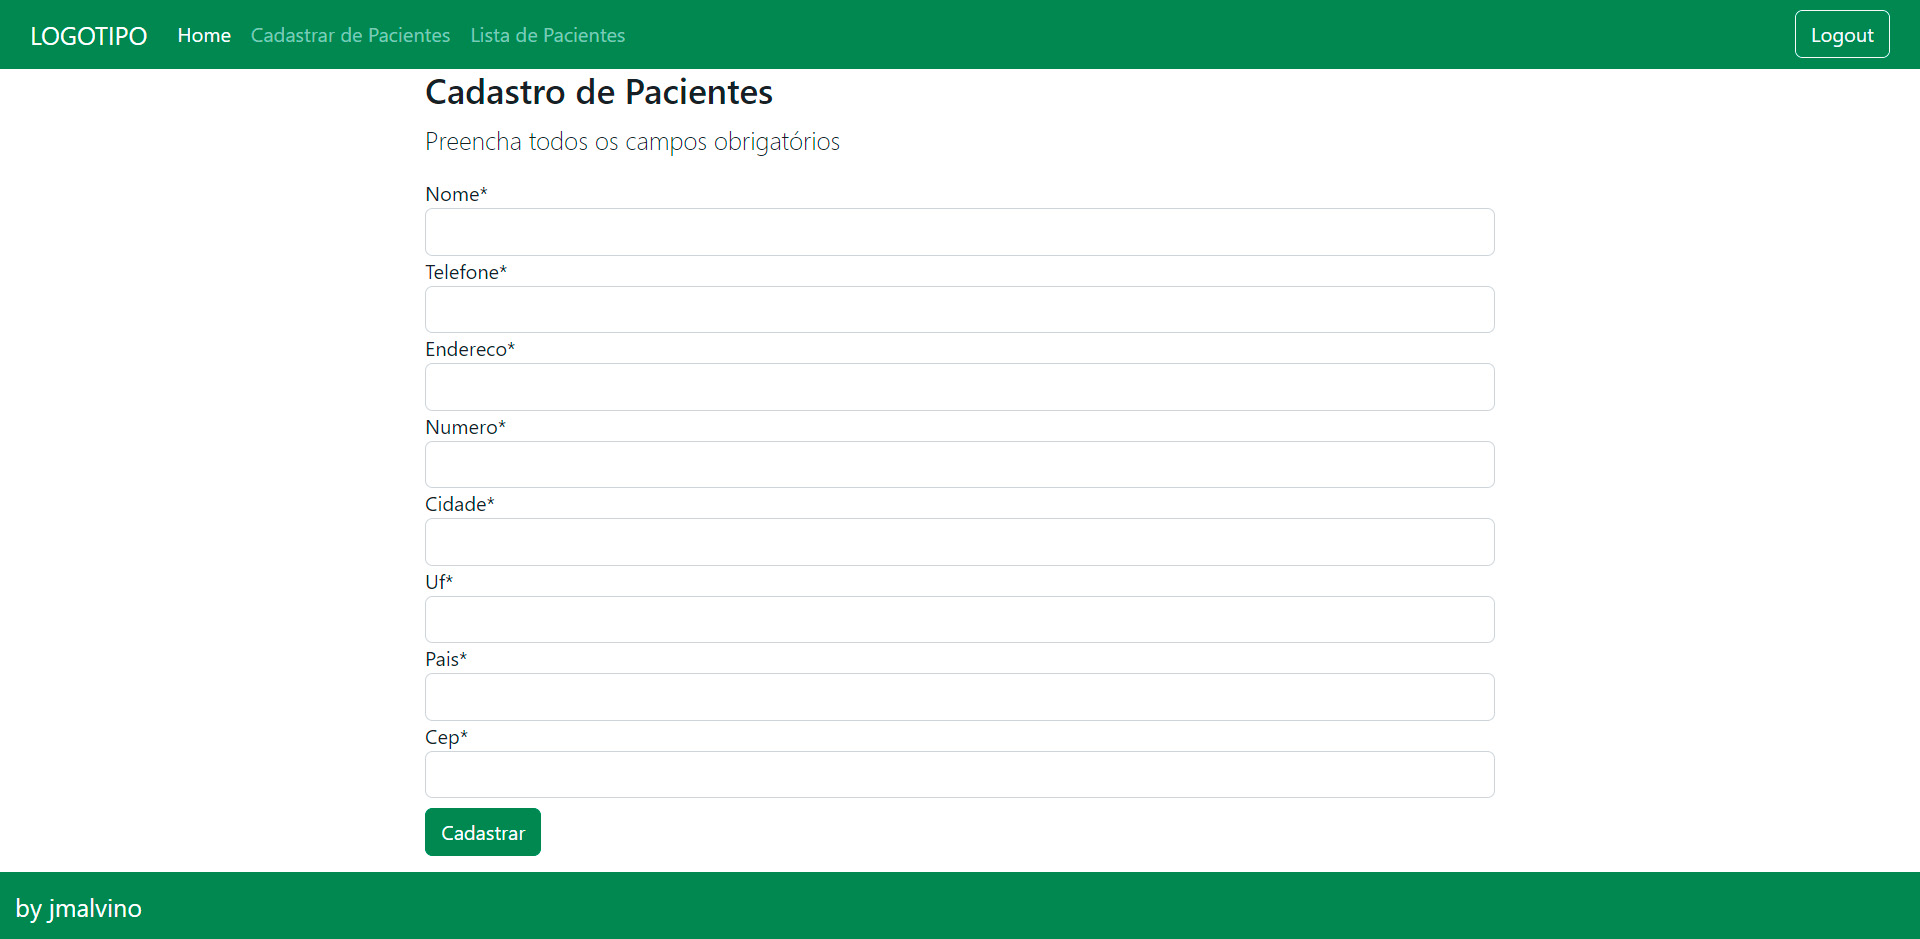 LOGOTIPO Home Cadastrar de Pacientes Lista de Pacientes Logout
Cadastro de Pacientes
Preencha todos os campos obrigatórios
Nome*
Telefone*
Endereco*
Numero*
Cidade*
Uf*
Pais*
Cep*
Cadastrar
by jmalvino